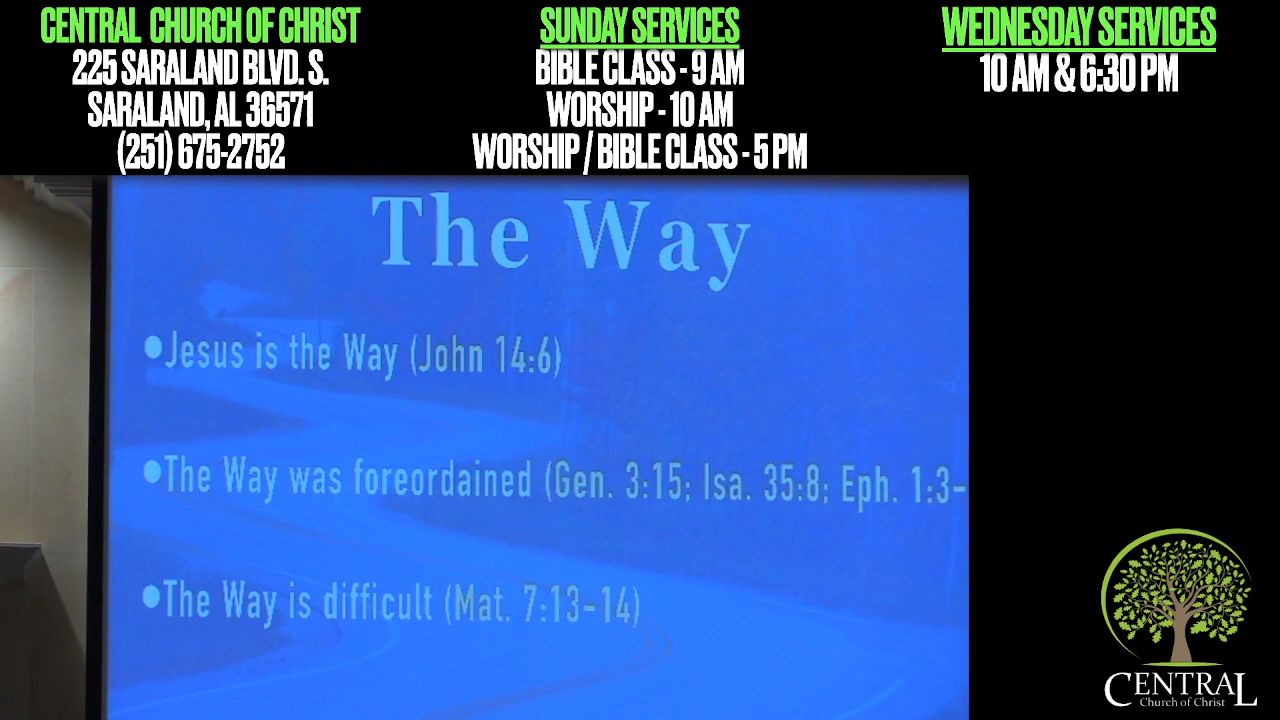 CENTRAL CHURCH OF CHRIST
225 SARALAND BLVD. S.
SARALAND, AL 36571
(251) 675-2752
SUNDAY SERVICES
BIBLE CLASS - 9 AM
WORSHIP - 10 AM
WORSHIP / BIBLE CLASS - 5 PM
WEDNESDAY SERVICES
10 AM & 6:30 PM
The Way
•Jesus is the Way (John 14:6)
•The Way was foreordained (Gen. 3:15; Isa. 35:8; Eph. 1:3-
•The Way is difficult (Mat. 7:13-14)
CENTRAL
Church of Christ